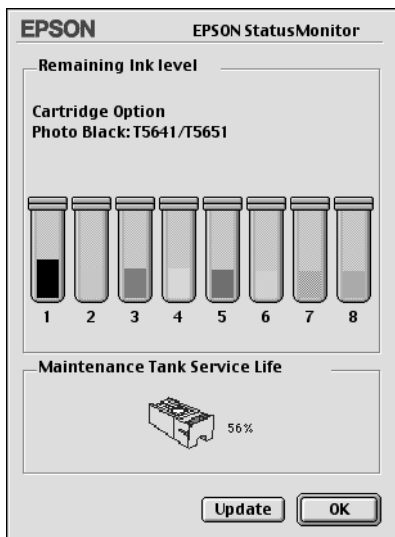 EPSON EPSON StatusMonitor
Remaining Ink level
Cartridge Option
Photo Black: T5641/T5651
1 2 3 4 5 6 7 8
Maintenance Tank Service Life
56%
Update OK